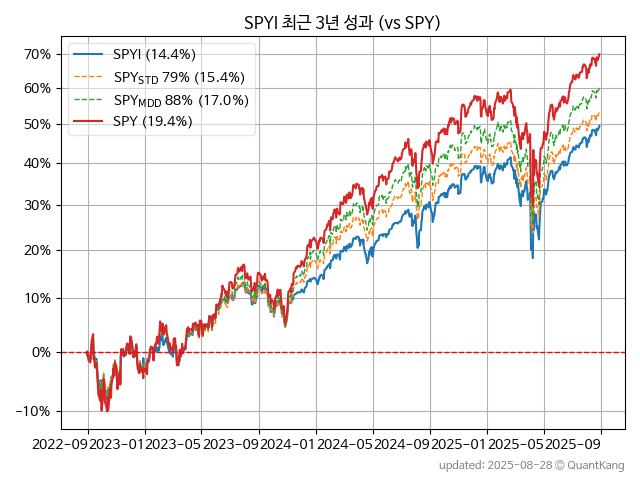 SPYI 최근 3년 성과 (vs SPY)
SPYI (14.4%)
SPY_STD 79% (15.4%)
SPY_MDD 88% (17.0%)
SPY (19.4%)
70%
60%
50%
40%
30%
20%
10%
0%
−10%
2022-09 2023-01 2023-05 2023-09 2024-01 2024-05 2024-09 2025-01 2025-05 2025-09
updated: 2025-08-28 © QuantKang